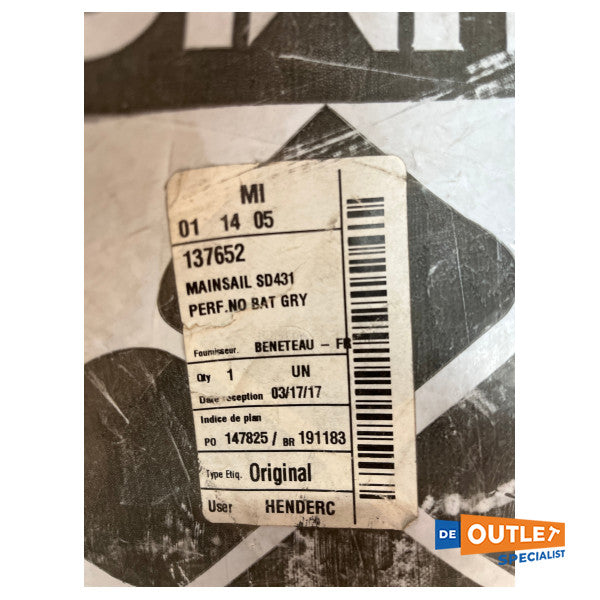 MI
01 14 05
137652
MAINSAIL SD431
PERF.NO BAT GRY
Fournisseur. BENETEAU - FR
Qty 1 UN
Date reception 03/17/17
Indice de plan
PO 147825 / BR 191183
Type Etiq. Original
User HENDERC
DE OUTLET
SPECIALIST